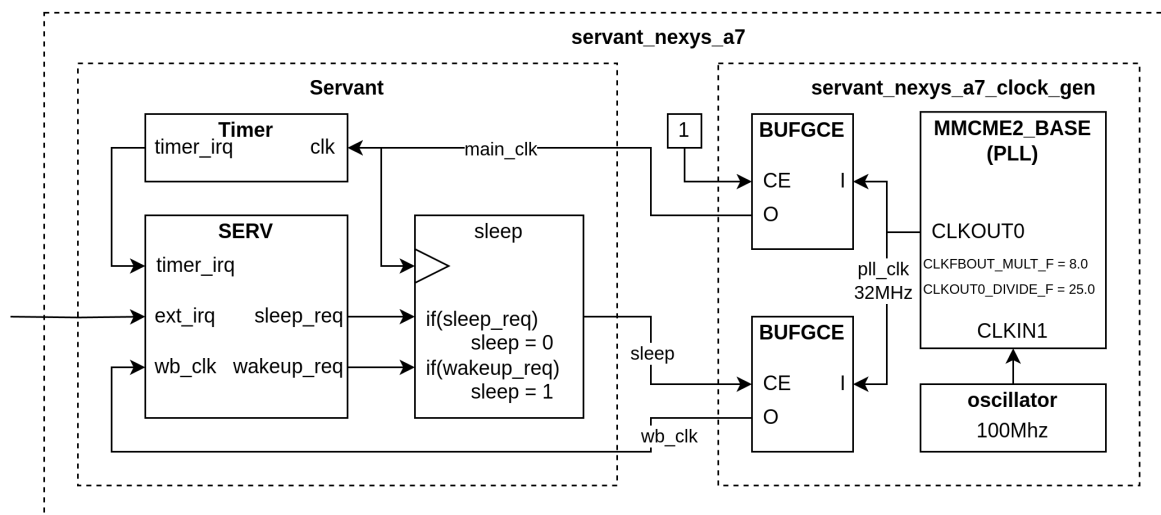 servant_nexys_a7
Servant
Timer
timer_irq
clk
main_clk
SERV
timer_irq
ext_irq
wb_clk
sleep_req
wakeup_req
sleep
if(sleep_req)
sleep = 0
if(wakeup_req)
sleep = 1
sleep
wb_clk
servant_nexys_a7_clock_gen
1
BUFGCE
CE
I
O
BUFGCE
CE
I
O
pll_clk
32MHz
MMCME2_BASE
(PLL)
CLKOUT0
CLKFBOUT_MULT_F = 8.0
CLKOUT0_DIVIDE_F = 25.0
CLKIN1
oscillator
100Mhz